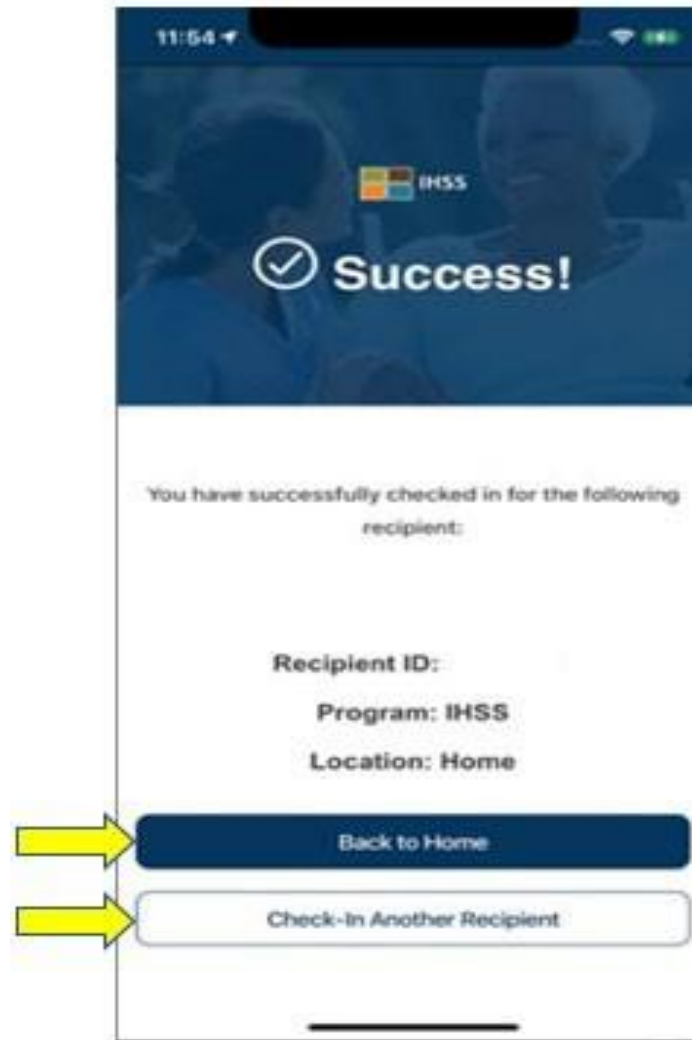 11:54
IHSS
Success!
You have successfully checked in for the following
recipient:
Recipient ID:
Program: IHSS
Location: Home
Back to Home
Check-In Another Recipient